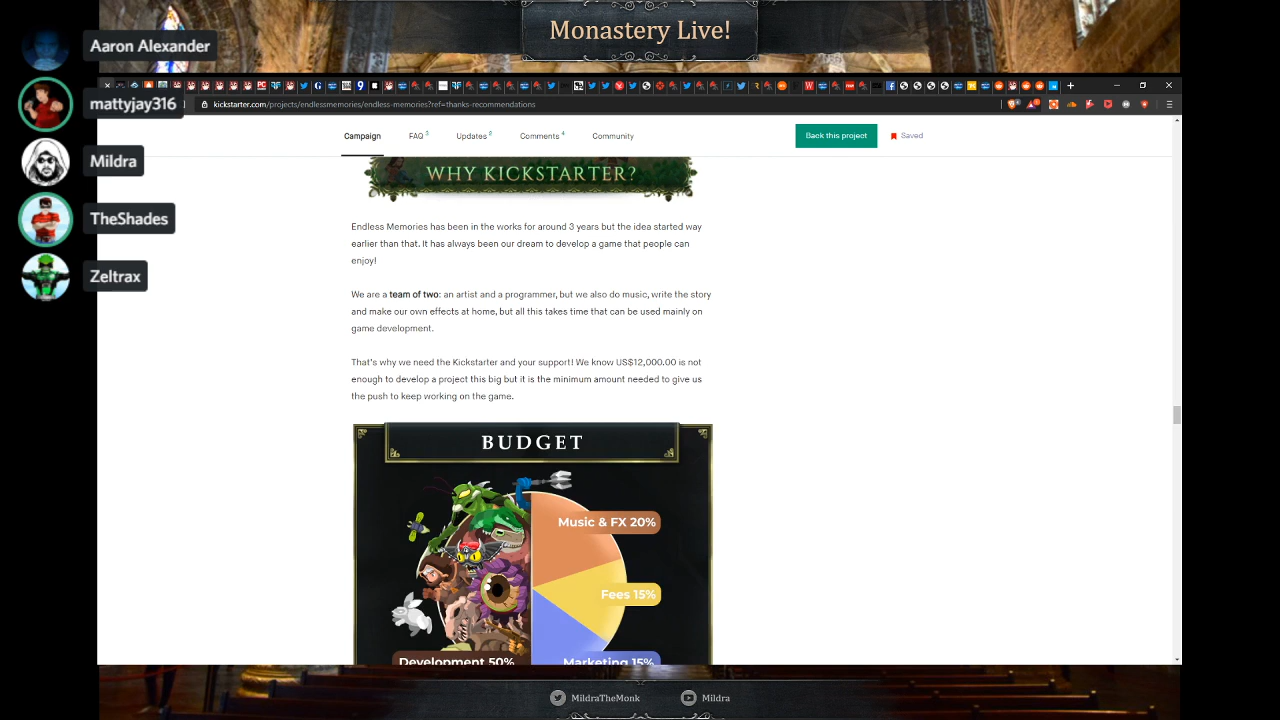 Monastery Live!
Aaron Alexander
mattyjay316
Mildra
TheShades
Zeltrax
kickstarter.com/projects/endlessmemories/endless-memories?ref=thanks-recommendations
Campaign FAQ 3 Updates 2 Comments 4 Community Back this project Saved
WHY KICKSTARTER?
Endless Memories has been in the works for around 3 years but the idea started way
earlier than that. It has always been our dream to develop a game that people can
enjoy!
We are a team of two: an artist and a programmer, but we also do music, write the story
and make our own effects at home, but all this takes time that can be used mainly on
game development.
That's why we need the Kickstarter and your support! We know US$12,000.00 is not
enough to develop a project this big but it is the minimum amount needed to give us
the push to keep working on the game.
BUDGET
Music & FX 20%
Fees 15%
Development 50% Marketing 15%
MildraTheMonk Mildra